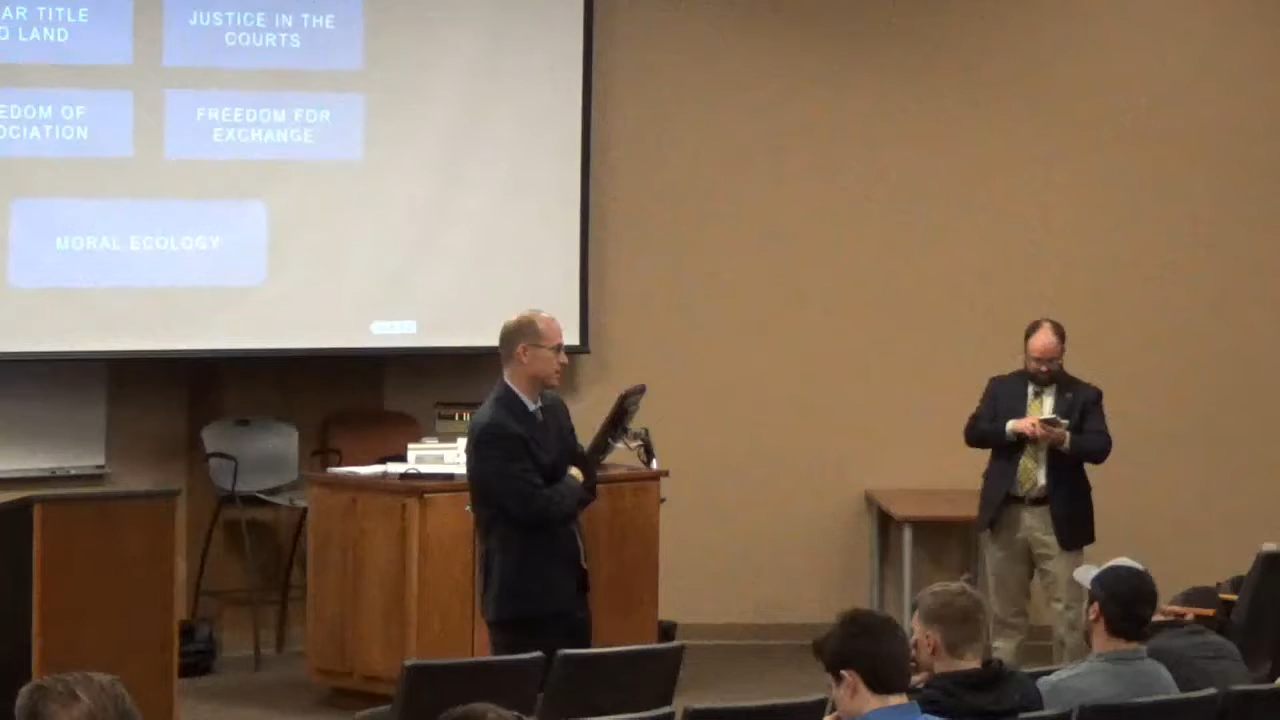 AR TITLE
O LAND
JUSTICE IN THE
COURTS
EDOM OF
OCIATION
FREEDOM FOR
EXCHANGE
MORAL ECOLOGY